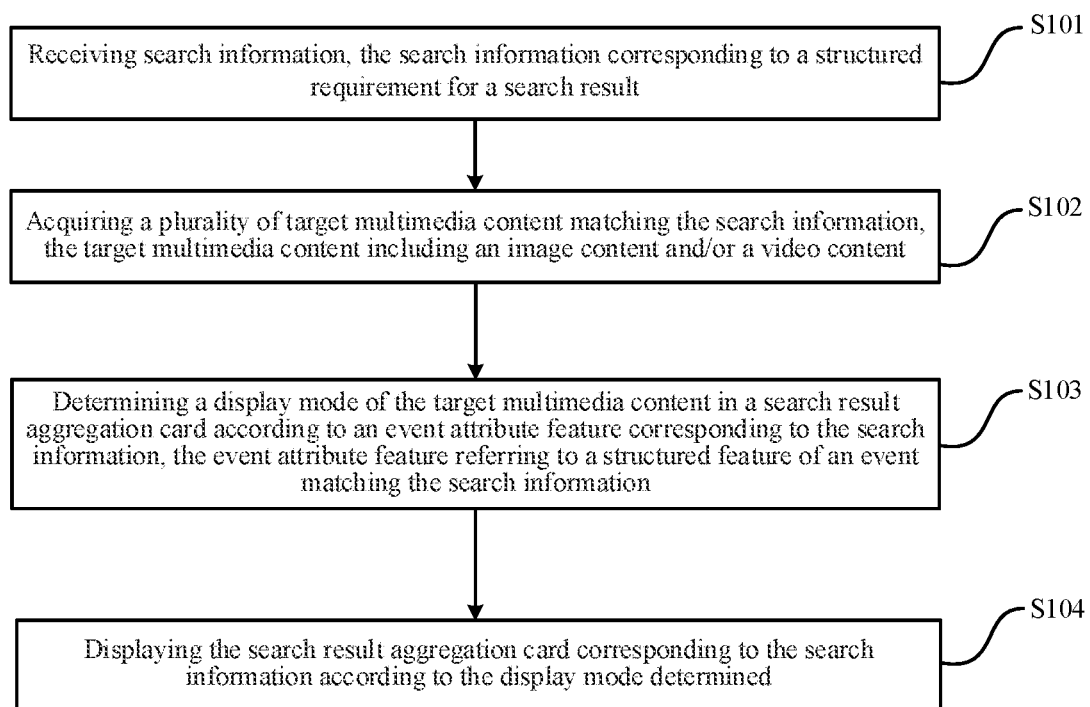 S101
Receiving search information, the search information corresponding to a structured
requirement for a search result
S102
Acquiring a plurality of target multimedia content matching the search information,
the target multimedia content including an image content and/or a video content
S103
Determining a display mode of the target multimedia content in a search result
aggregation card according to an event attribute feature corresponding to the search
information, the event attribute feature referring to a structured feature of an event
matching the search information
S104
Displaying the search result aggregation card corresponding to the search
information according to the display mode determined